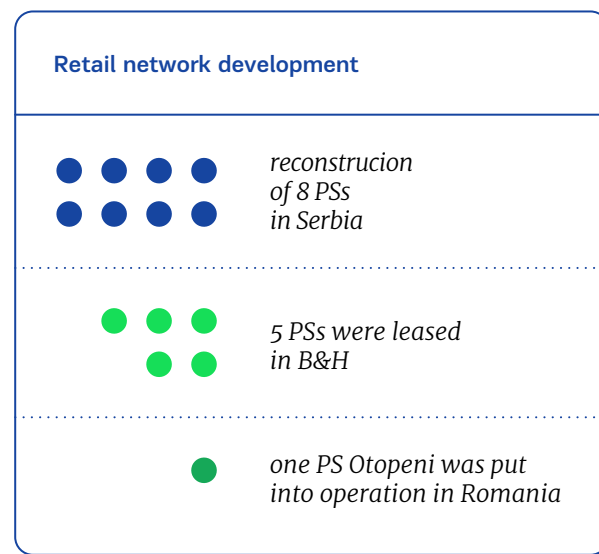 Retail network development
reconstrucion
of 8 PSs
in Serbia
5 PSs were leased
in B&H
one PS Otopeni was put
into operation in Romania